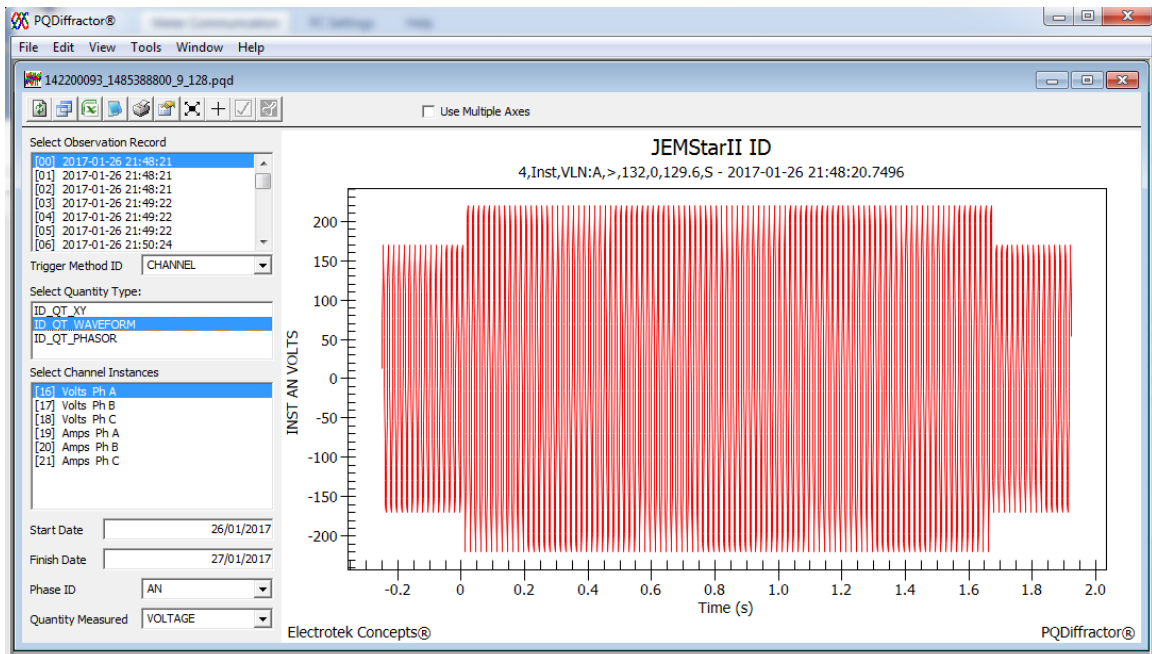 PQDiffractor®
File Edit View Tools Window Help
142200093_1485388800_9_128.pqd
Use Multiple Axes
Select Observation Record
[00] 2017-01-26 21:48:21
[01] 2017-01-26 21:48:21
[02] 2017-01-26 21:48:21
[03] 2017-01-26 21:49:22
[04] 2017-01-26 21:49:22
[05] 2017-01-26 21:49:22
[06] 2017-01-26 21:50:24
Trigger Method ID CHANNEL
Select Quantity Type:
ID_QT_XY
ID_QT_WAVEFORM
ID_QT_PHASOR
Select Channel Instances
[16] Volts Ph A
[17] Volts Ph B
[18] Volts Ph C
[19] Amps Ph A
[20] Amps Ph B
[21] Amps Ph C
Start Date 26/01/2017
Finish Date 27/01/2017
Phase ID AN
Quantity Measured VOLTAGE
JEMStarII ID
4,Inst,VLN:A,>,132,0,129.6,S - 2017-01-26 21:48:20.7496
INST AN VOLTS
200
150
100
50
0
-50
-100
-150
-200
-0.2 0 0.2 0.4 0.6 0.8 1.0 1.2 1.4 1.6 1.8 2.0
Time (s)
Electrotek Concepts® PQDiffractor®